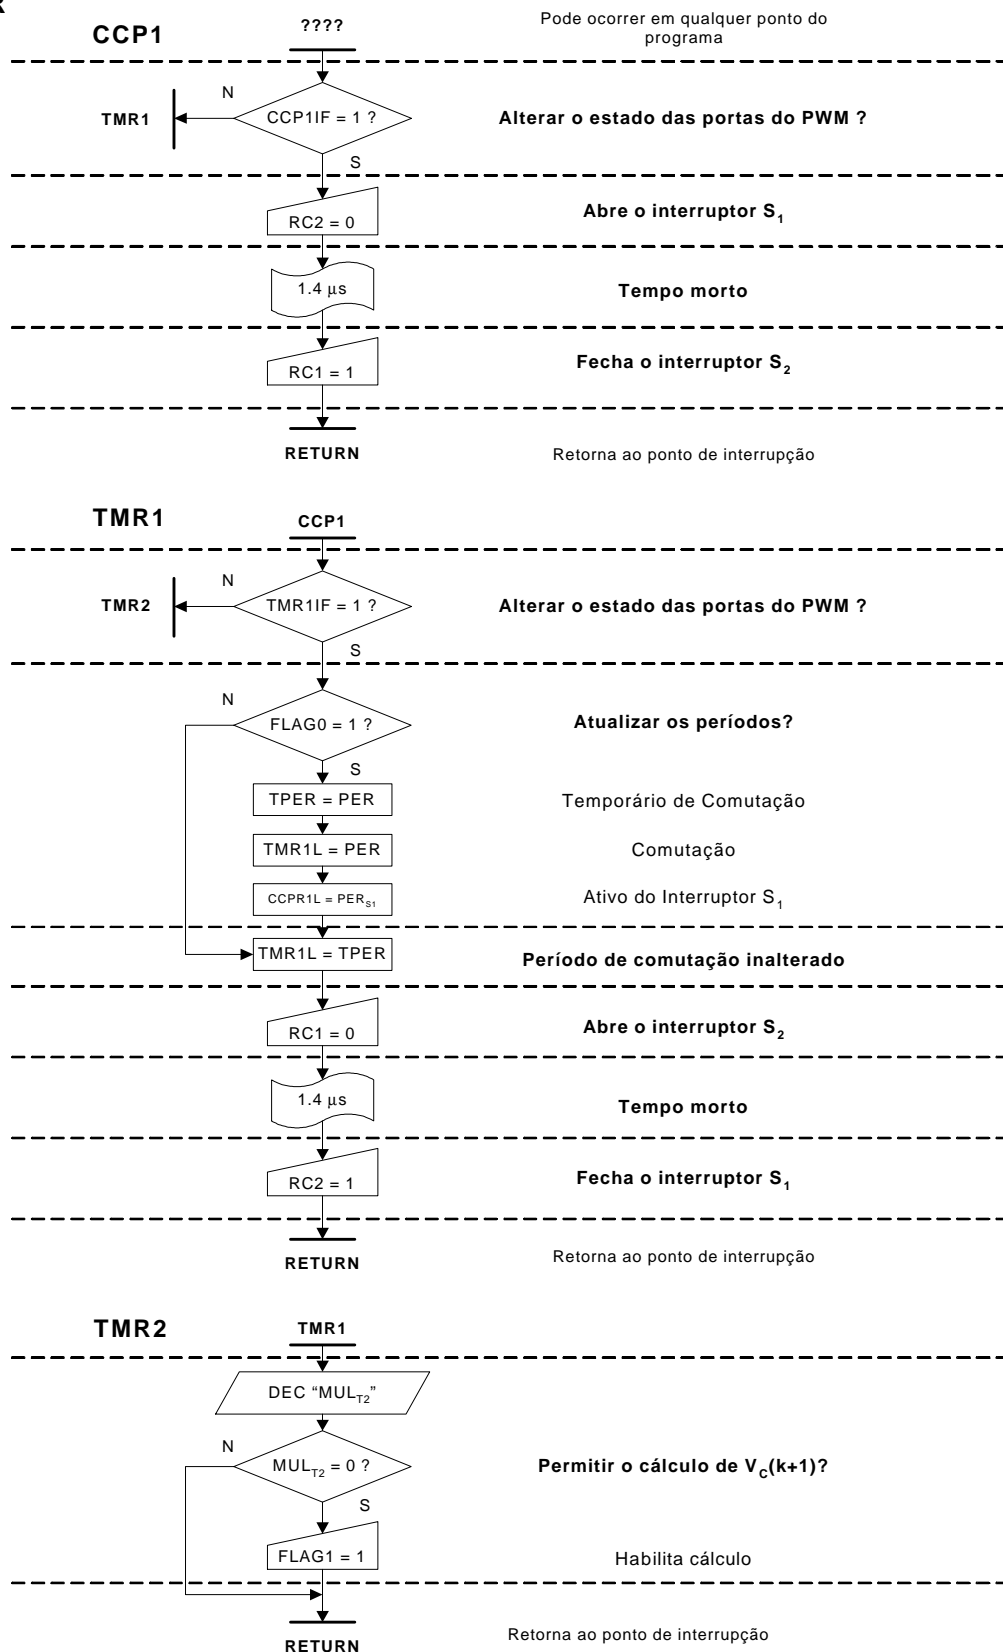 CCP1
????
Pode ocorrer em qualquer ponto do
programa
N
TMR1
CCP1IF = 1 ?
Alterar o estado das portas do PWM ?
S
RC2 = 0
Abre o interruptor S1
1.4 µs
Tempo morto
RC1 = 1
Fecha o interruptor S2
RETURN
Retorna ao ponto de interrupção
TMR1
CCP1
N
TMR2
TMR1IF = 1 ?
Alterar o estado das portas do PWM ?
S
N
FLAG0 = 1 ?
Atualizar os períodos?
S
TPER = PER
Temporário de Comutação
TMR1L = PER
Comutação
CCPR1L = PERS1
Ativo do Interruptor S1
TMR1L = TPER
Período de comutação inalterado
RC1 = 0
Abre o interruptor S2
1.4 µs
Tempo morto
RC2 = 1
Fecha o interruptor S1
RETURN
Retorna ao ponto de interrupção
TMR2
TMR1
DEC “MULT2”
N
MULT2 = 0 ?
Permitir o cálculo de VC(k+1)?
S
FLAG1 = 1
Habilita cálculo
RETURN
Retorna ao ponto de interrupção